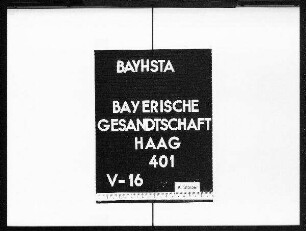 BAYHSTA
BAYERISCHE
GESANDTSCHAFT
HAAG
401
V-16